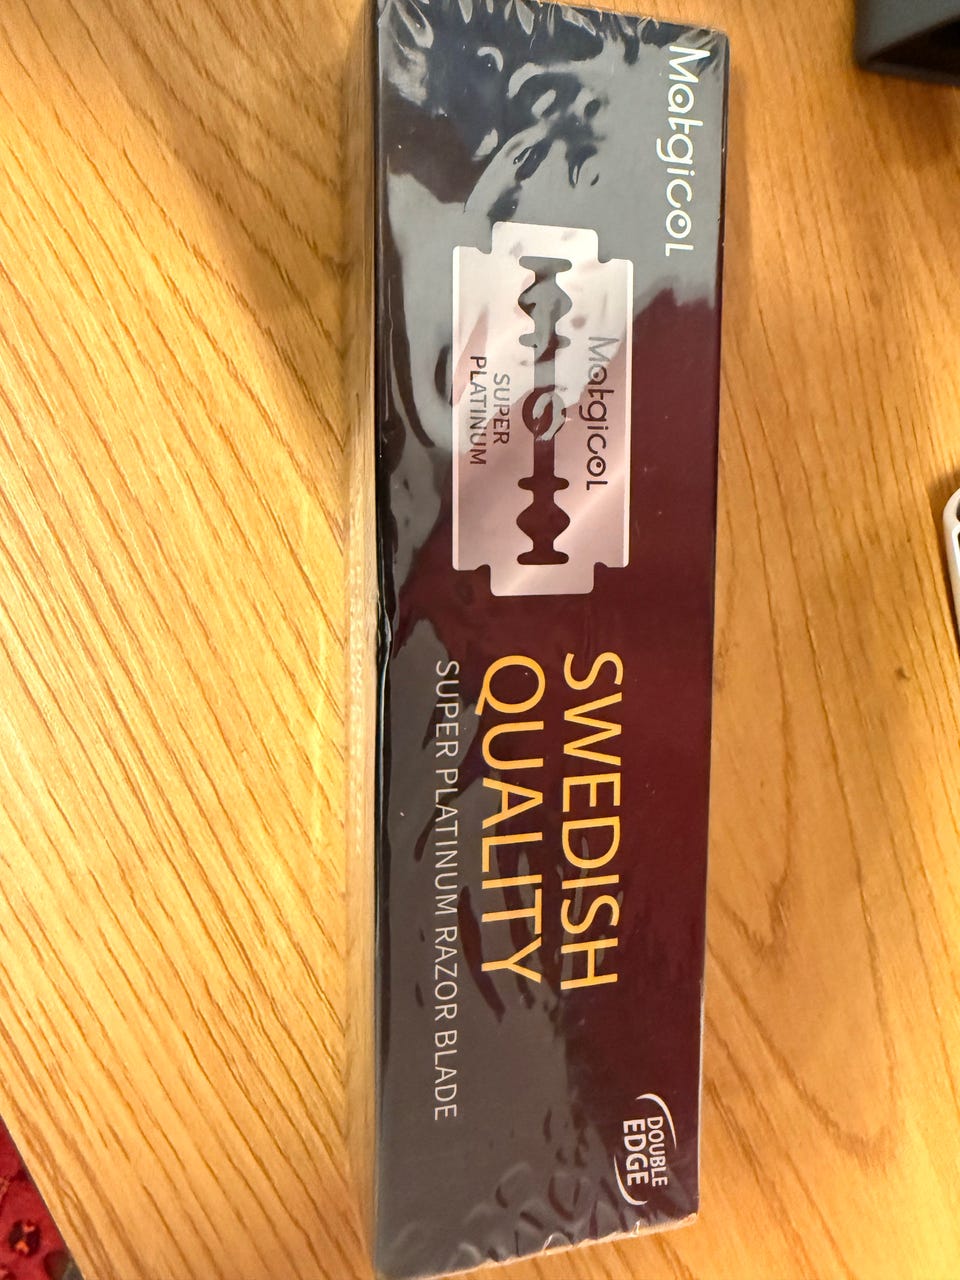 Matgicol
Matgicol
SUPER
PLATINUM
SWEDISH
QUALITY
SUPER PLATINUM RAZOR BLADE
DOUBLE
EDGE